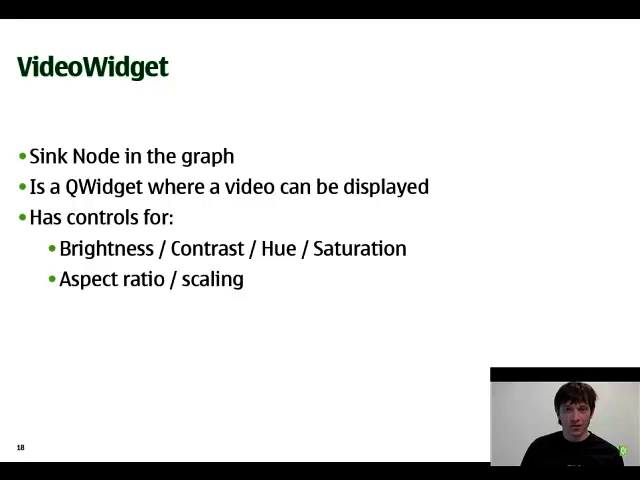 VideoWidget
•Sink Node in the graph
•Is a QWidget where a video can be displayed
•Has controls for:
•Brightness / Contrast / Hue / Saturation
•Aspect ratio / scaling
18